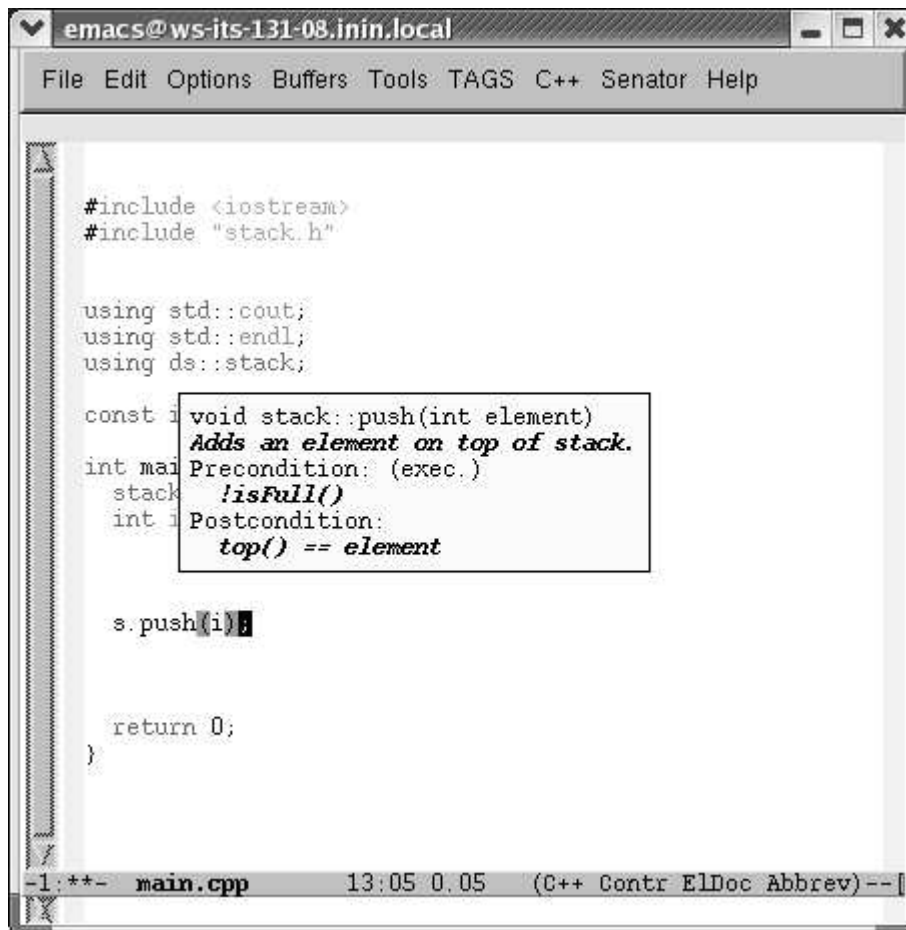 emacs@ws-its-131-08.inin.local
File Edit Options Buffers Tools TAGS C++ Senator Help
#include <iostream>
#include "stack.h"
using std::cout;
using std::endl;
using ds::stack;
const i
void stack::push(int element)
Adds an element on top of stack.
int mai
Precondition: (exec.)
stack
!isFull()
int i
Postcondition:
top() == element
s.push(i);
return 0;
}
-1:**- main.cpp 13:05 0.05 (C++ Contr ElDoc Abbrev)--[